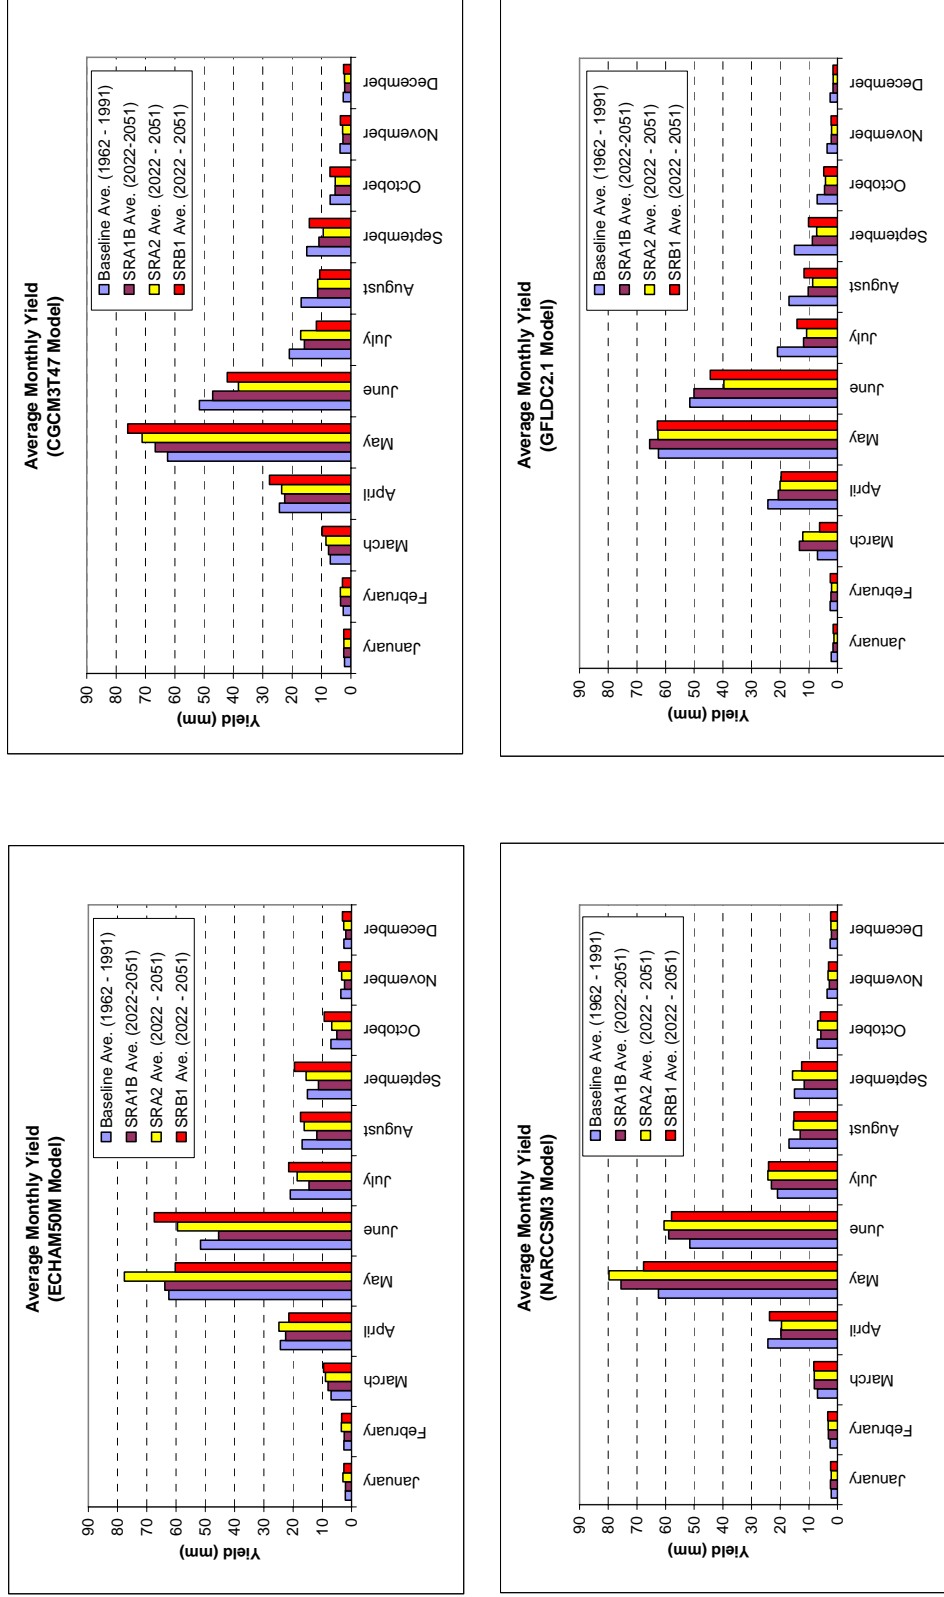 Average Monthly Yield
(ECHAM50M Model)
90
80
70
60
50
40
30
20
10
0
Yield (mm)
January
February
March
April
May
June
July
August
September
October
November
December
Baseline Ave. (1962 - 1991)
SRA1B Ave. (2022-2051)
SRA2 Ave. (2022 - 2051)
SRB1 Ave. (2022 - 2051)
Average Monthly Yield
(CGCM3T47 Model)
90
80
70
60
50
40
30
20
10
0
Yield (mm)
January
February
March
April
May
June
July
August
September
October
November
December
Baseline Ave. (1962 - 1991)
SRA1B Ave. (2022-2051)
SRA2 Ave. (2022 - 2051)
SRB1 Ave. (2022 - 2051)
Average Monthly Yield
(NARCCSM3 Model)
90
80
70
60
50
40
30
20
10
0
Yield (mm)
January
February
March
April
May
June
July
August
September
October
November
December
Baseline Ave. (1962 - 1991)
SRA1B Ave. (2022-2051)
SRA2 Ave. (2022 - 2051)
SRB1 Ave. (2022 - 2051)
Average Monthly Yield
(GFLDC2.1 Model)
90
80
70
60
50
40
30
20
10
0
Yield (mm)
January
February
March
April
May
June
July
August
September
October
November
December
Baseline Ave. (1962 - 1991)
SRA1B Ave. (2022-2051)
SRA2 Ave. (2022 - 2051)
SRB1 Ave. (2022 - 2051)